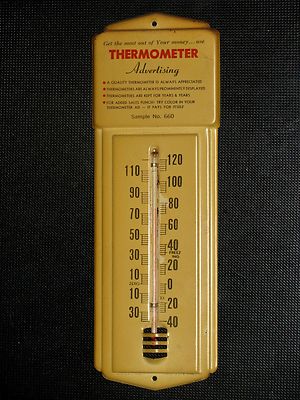 Get the most out of Your money...use
THERMOMETER
Advertising
A QUALITY THERMOMETER IS ALWAYS APPRECIATED
THERMOMETERS ARE ALWAYS PROMINENTLY DISPLAYED
THERMOMETERS ARE KEPT FOR YEARS & YEARS
FOR ADDED SALES PUNCH! TRY COLOR IN YOUR
THERMOMETER AD — IT PAYS FOR ITSELF
Sample No. 660
120
110
100
90
80
70
60
50
40
FREEZ
ING
30
20
10
0
ZERO
10
20
30
40